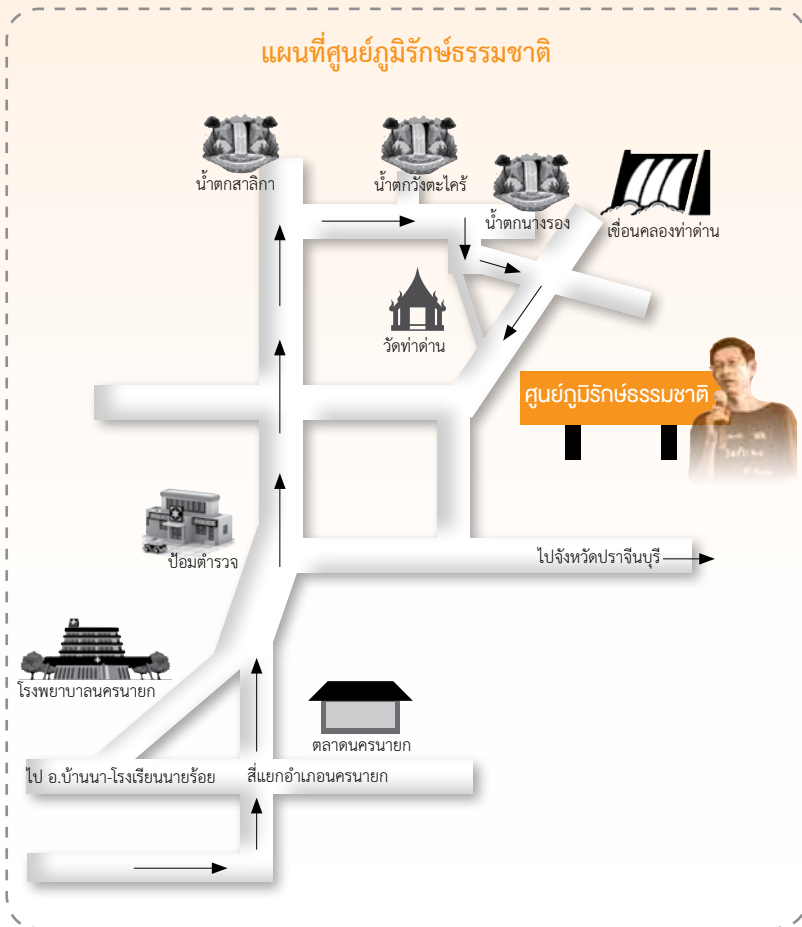 แผนที่ศูนย์ภูมิรักษ์ธรรมชาติ
น้ำตกสาลิกา
น้ำตกวังตะไคร้
น้ำตกนางรอง
เขื่อนคลองท่าด่าน
วัดท่าด่าน
ศูนย์ภูมิรักษ์ธรรมชาติ
ป้อมตำรวจ
ไปจังหวัดปราจีนบุรี
โรงพยาบาลนครนายก
ตลาดนครนายก
ไป อ.บ้านนา-โรงเรียนนายร้อย
สี่แยกอำเภอนครนายก